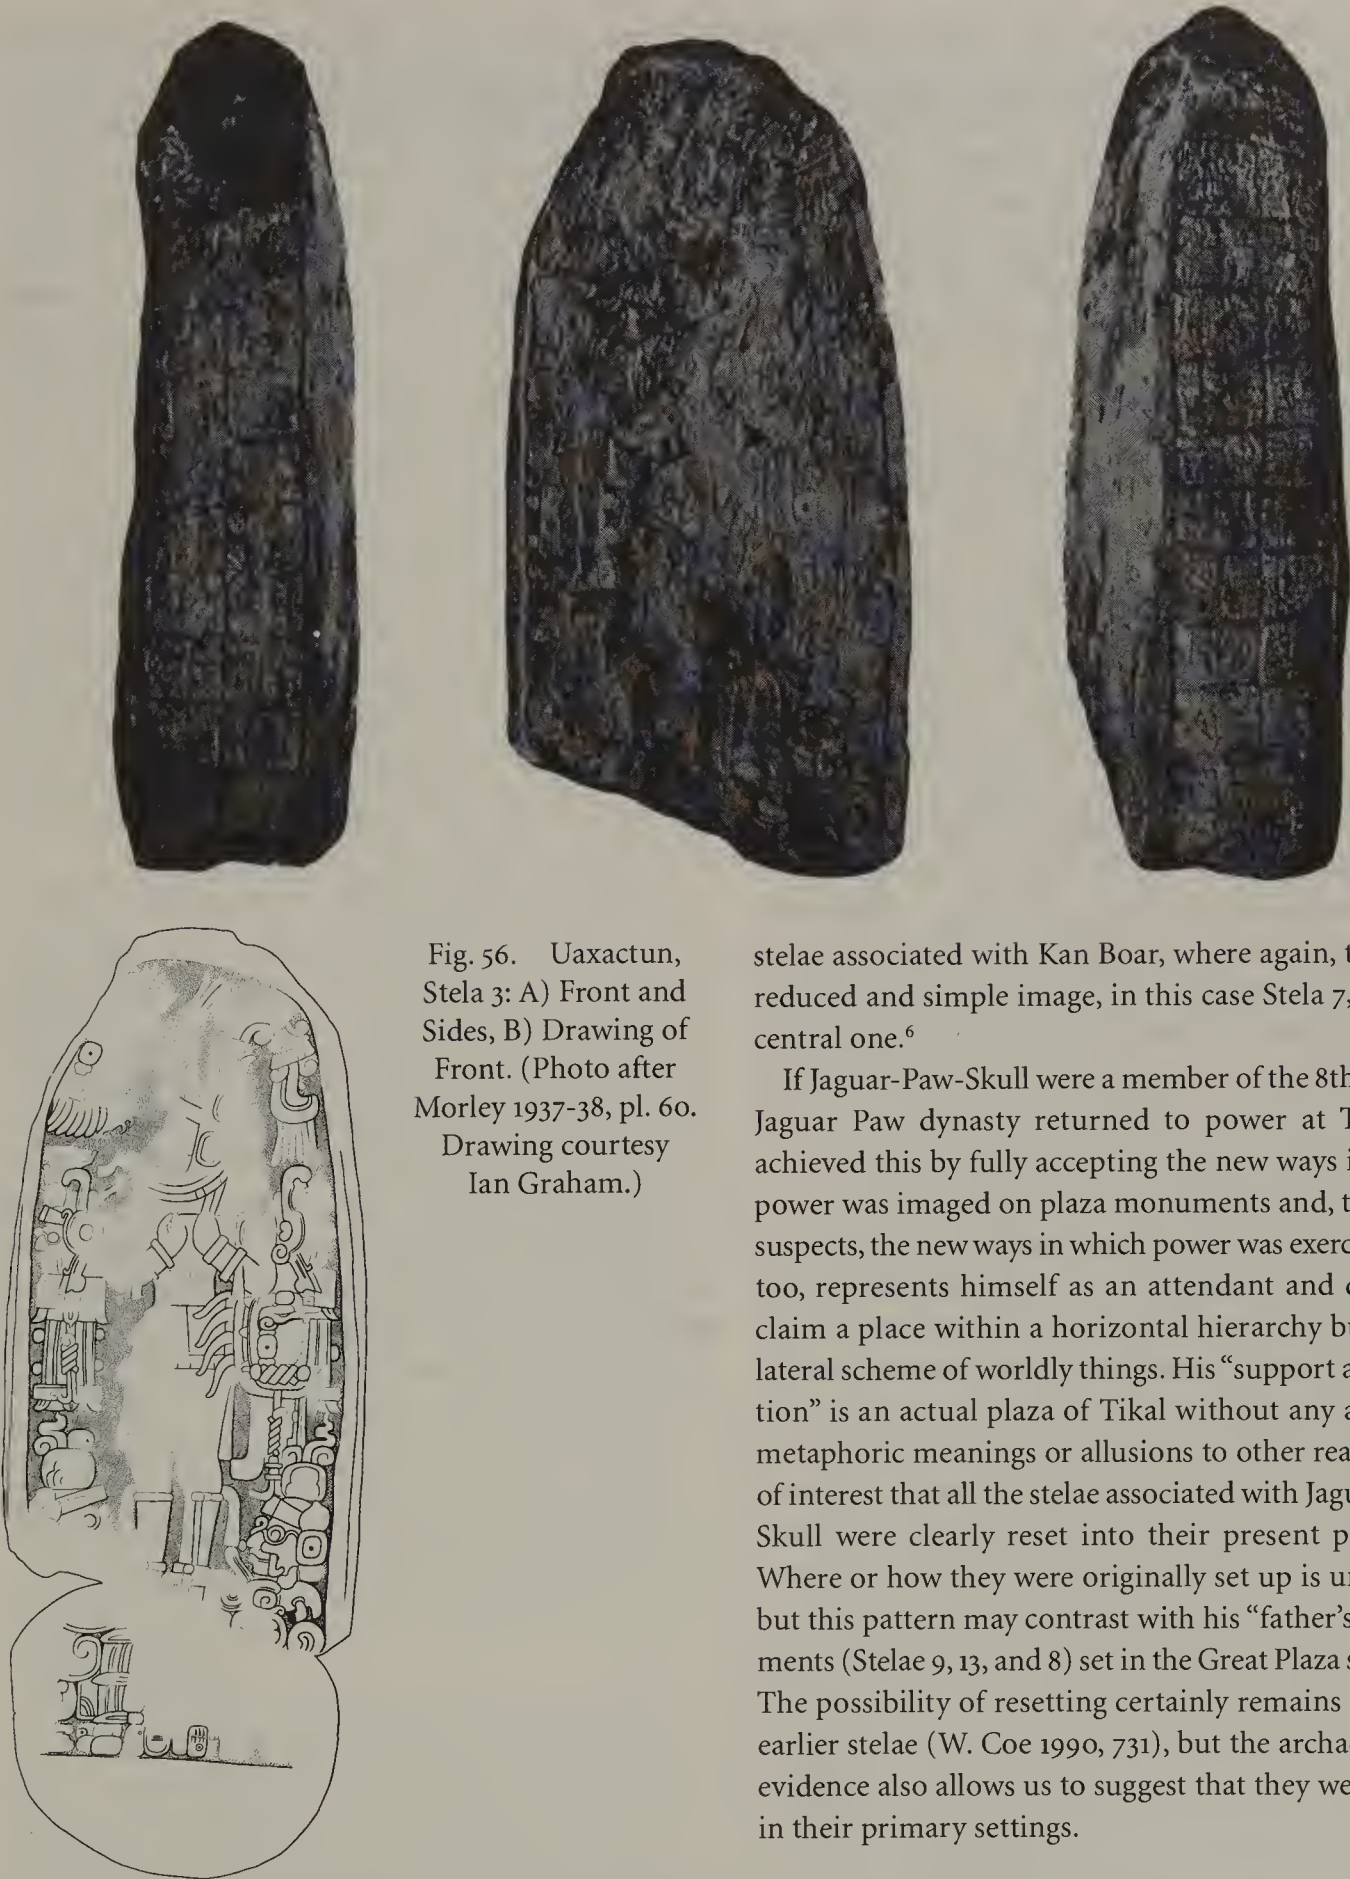 Fig. 56. Uaxactun,
Stela 3: A) Front and
Sides, B) Drawing of
Front. (Photo after
Morley 1937-38, pl. 60.
Drawing courtesy
Ian Graham.)
stelae associated with Kan Boar, where again, t
reduced and simple image, in this case Stela 7,
central one.⁶
If Jaguar-Paw-Skull were a member of the 8th
Jaguar Paw dynasty returned to power at T
achieved this by fully accepting the new ways i
power was imaged on plaza monuments and, t
suspects, the new ways in which power was exerc
too, represents himself as an attendant and
claim a place within a horizontal hierarchy bu
lateral scheme of worldly things. His “support a
tion” is an actual plaza of Tikal without any a
metaphoric meanings or allusions to other rea
of interest that all the stelae associated with Jagu
Skull were clearly reset into their present p
Where or how they were originally set up is u
but this pattern may contrast with his “father’s
ments (Stelae 9, 13, and 8) set in the Great Plaza s
The possibility of resetting certainly remains
earlier stelae (W. Coe 1990, 731), but the archa
evidence also allows us to suggest that they we
in their primary settings.